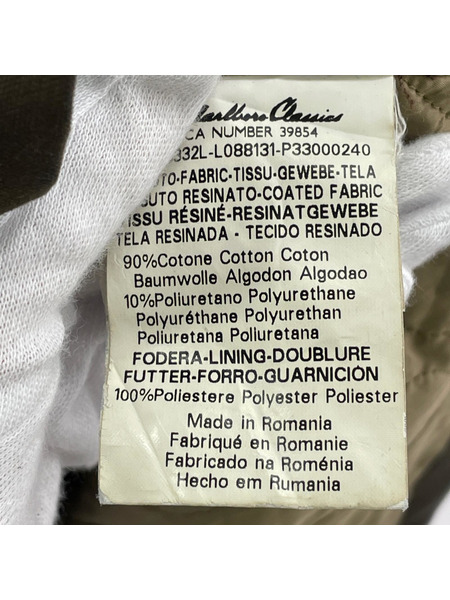 Marlboro Classics
CA NUMBER 39854
332L-L088131-P33000240
UTO-FABRIC-TISSU-GEWEBE-TELA
SUTO RESINATO-COATED FABRIC
TISSU RÉSINÉ-RESINATGEWEBE
TELA RESINADA - TECIDO RESINADO
90%Cotone Cotton Coton
Baumwolle Algodon Algodao
10%Poliuretano Polyurethane
Polyuréthane Polyurethan
Poliuretana Poliuretana
FODERA-LINING-DOUBLURE
FUTTER-FORRO-GUARNICIÓN
100%Poliestere Polyester Poliester
Made in Romania
Fabriqué en Romanie
Fabricado na Roménia
Hecho em Rumania